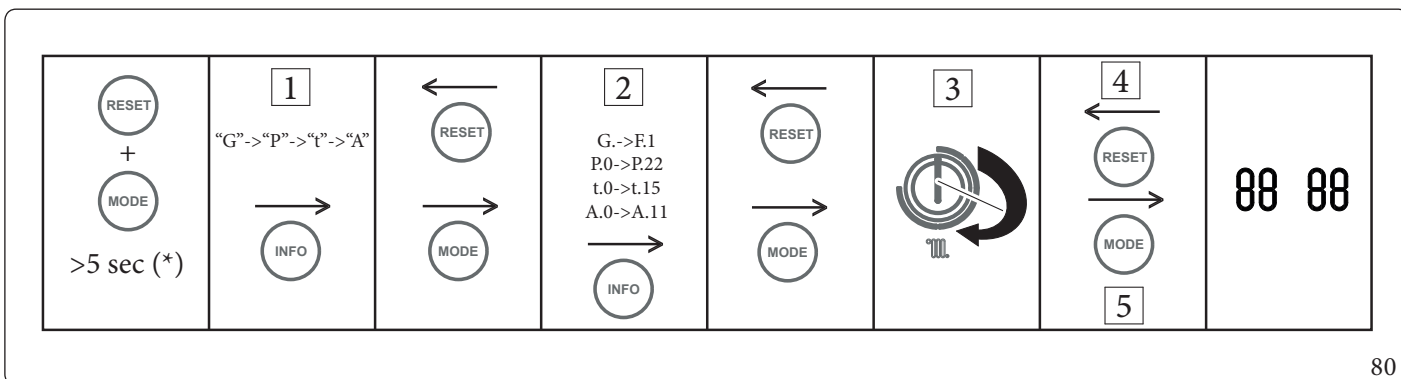 RESET
+
MODE
>5 sec (*)
1
“G”->“P”->“t”->“A”
INFO
RESET
MODE
2
G.->F.1
P.0->P.22
t.0->t.15
A.0->A.11
INFO
RESET
MODE
3
4
RESET
MODE
5
88 88
80